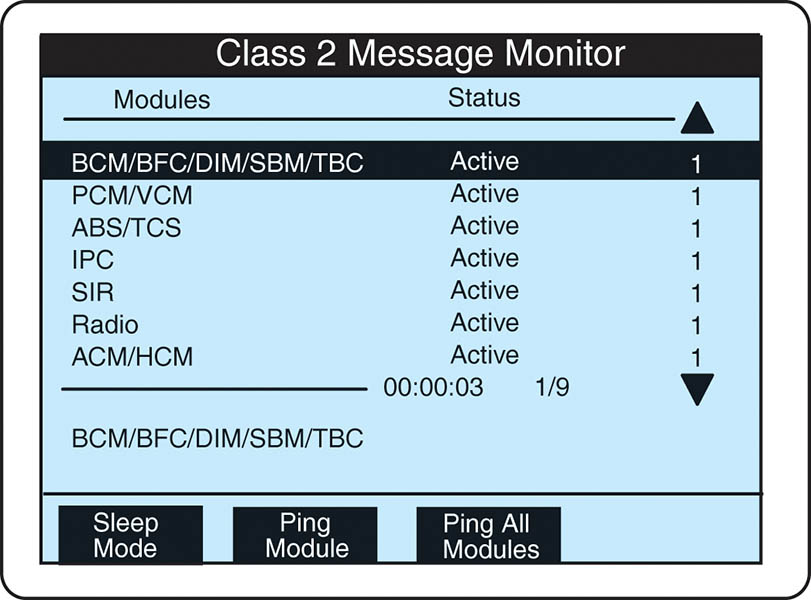 Class 2 Message Monitor
Modules Status
BCM/BFC/DIM/SBM/TBC Active 1
PCM/VCM Active 1
ABS/TCS Active 1
IPC Active 1
SIR Active 1
Radio Active 1
ACM/HCM Active 1
00:00:03 1/9
BCM/BFC/DIM/SBM/TBC
Sleep Mode
Ping Module
Ping All Modules